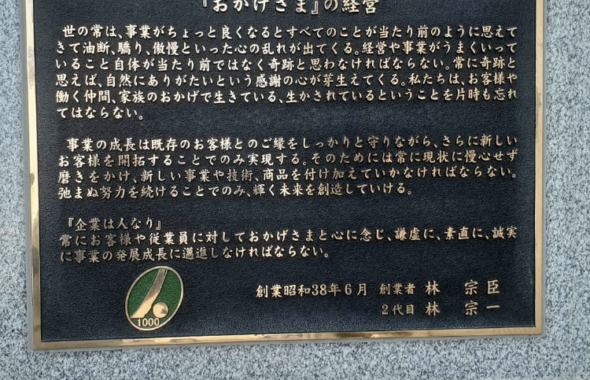 『おかげさま』の経営
世の常は、事業がちょっと良くなるとすべてのことが当たり前のように思えて
きて油断、驕り、傲慢といった心の乱れが出てくる。経営や事業がうまくいって
いること自体が当たり前ではなく奇跡と思わなければならない。常に奇跡と
思えば、自然にありがたいという感謝の心が芽生えてくる。私たちは、お客様や
働く仲間、家族のおかげで生きている、生かされているということを片時も忘れ
てはならない。
事業の成長は既存のお客様とのご縁をしっかりと守りながら、さらに新しい
お客様を開拓することでのみ実現する。そのためには常に現状に慢心せず
磨きをかけ、新しい事業や技術、商品を付け加えていかなければならない。
弛まぬ努力を続けることでのみ、輝く未来を創造していける。
『企業は人なり』
常にお客様や従業員に対しておかげさまと心に念じ、謙虚に、素直に、誠実
に事業の発展成長に邁進しなければならない。
創業昭和38年6月 創業者 林 宗臣
2代目 林 宗一
1000